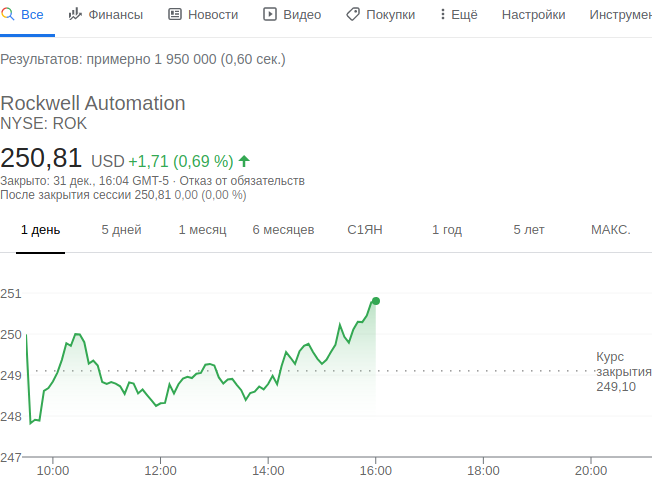 Все Финансы Новости Видео Покупки Ещё Настройки Инструмен
Результатов: примерно 1 950 000 (0,60 сек.)
Rockwell Automation
NYSE: ROK
250,81 USD +1,71 (0,69 %)
Закрыто: 31 дек., 16:04 GMT-5 · Отказ от обязательств
После закрытия сессии 250,81 0,00 (0,00 %)
1 день 5 дней 1 месяц 6 месяцев С1ЯН 1 год 5 лет МАКС.
251
250
249
248
247
Курс
закрытия
249,10
10:00 12:00 14:00 16:00 18:00 20:00